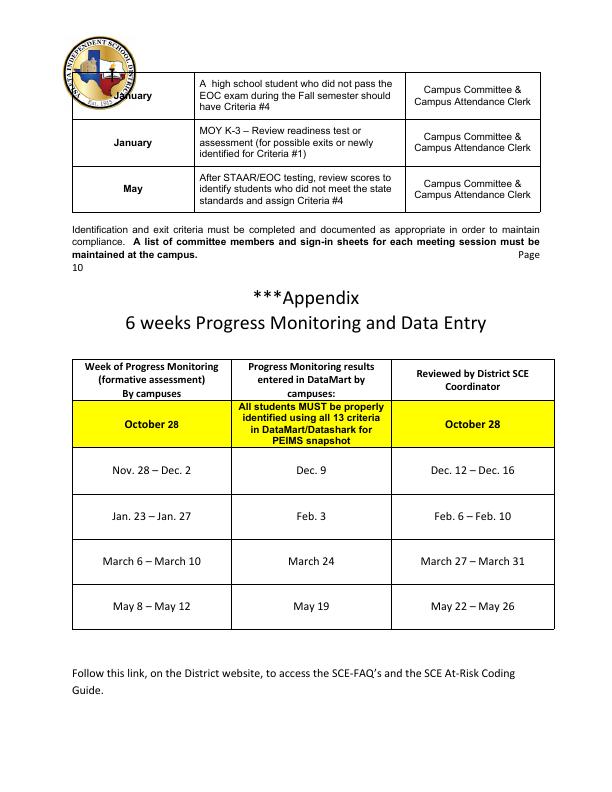 YSLETA INDEPENDENT SCHOOL DISTRICT
Est. 1915
January
A  high school student who did not pass the
EOC exam during the Fall semester should
have Criteria #4
Campus Committee &
Campus Attendance Clerk
January
MOY K-3 – Review readiness test or
assessment (for possible exits or newly
identified for Criteria #1)
Campus Committee &
Campus Attendance Clerk
May
After STAAR/EOC testing, review scores to
identify students who did not meet the state
standards and assign Criteria #4
Campus Committee &
Campus Attendance Clerk
Identification and exit criteria must be completed and documented as appropriate in order to maintain
compliance.  A list of committee members and sign-in sheets for each meeting session must be
maintained at the campus. Page
10
***Appendix
6 weeks Progress Monitoring and Data Entry
Week of Progress Monitoring
(formative assessment)
By campuses
Progress Monitoring results
entered in DataMart by
campuses:
Reviewed by District SCE
Coordinator
October 28
All students MUST be properly
identified using all 13 criteria
in DataMart/Datashark for
PEIMS snapshot
October 28
Nov. 28 – Dec. 2
Dec. 9
Dec. 12 – Dec. 16
Jan. 23 – Jan. 27
Feb. 3
Feb. 6 – Feb. 10
March 6 – March 10
March 24
March 27 – March 31
May 8 – May 12
May 19
May 22 – May 26
Follow this link, on the District website, to access the SCE-FAQ's and the SCE At-Risk Coding
Guide.